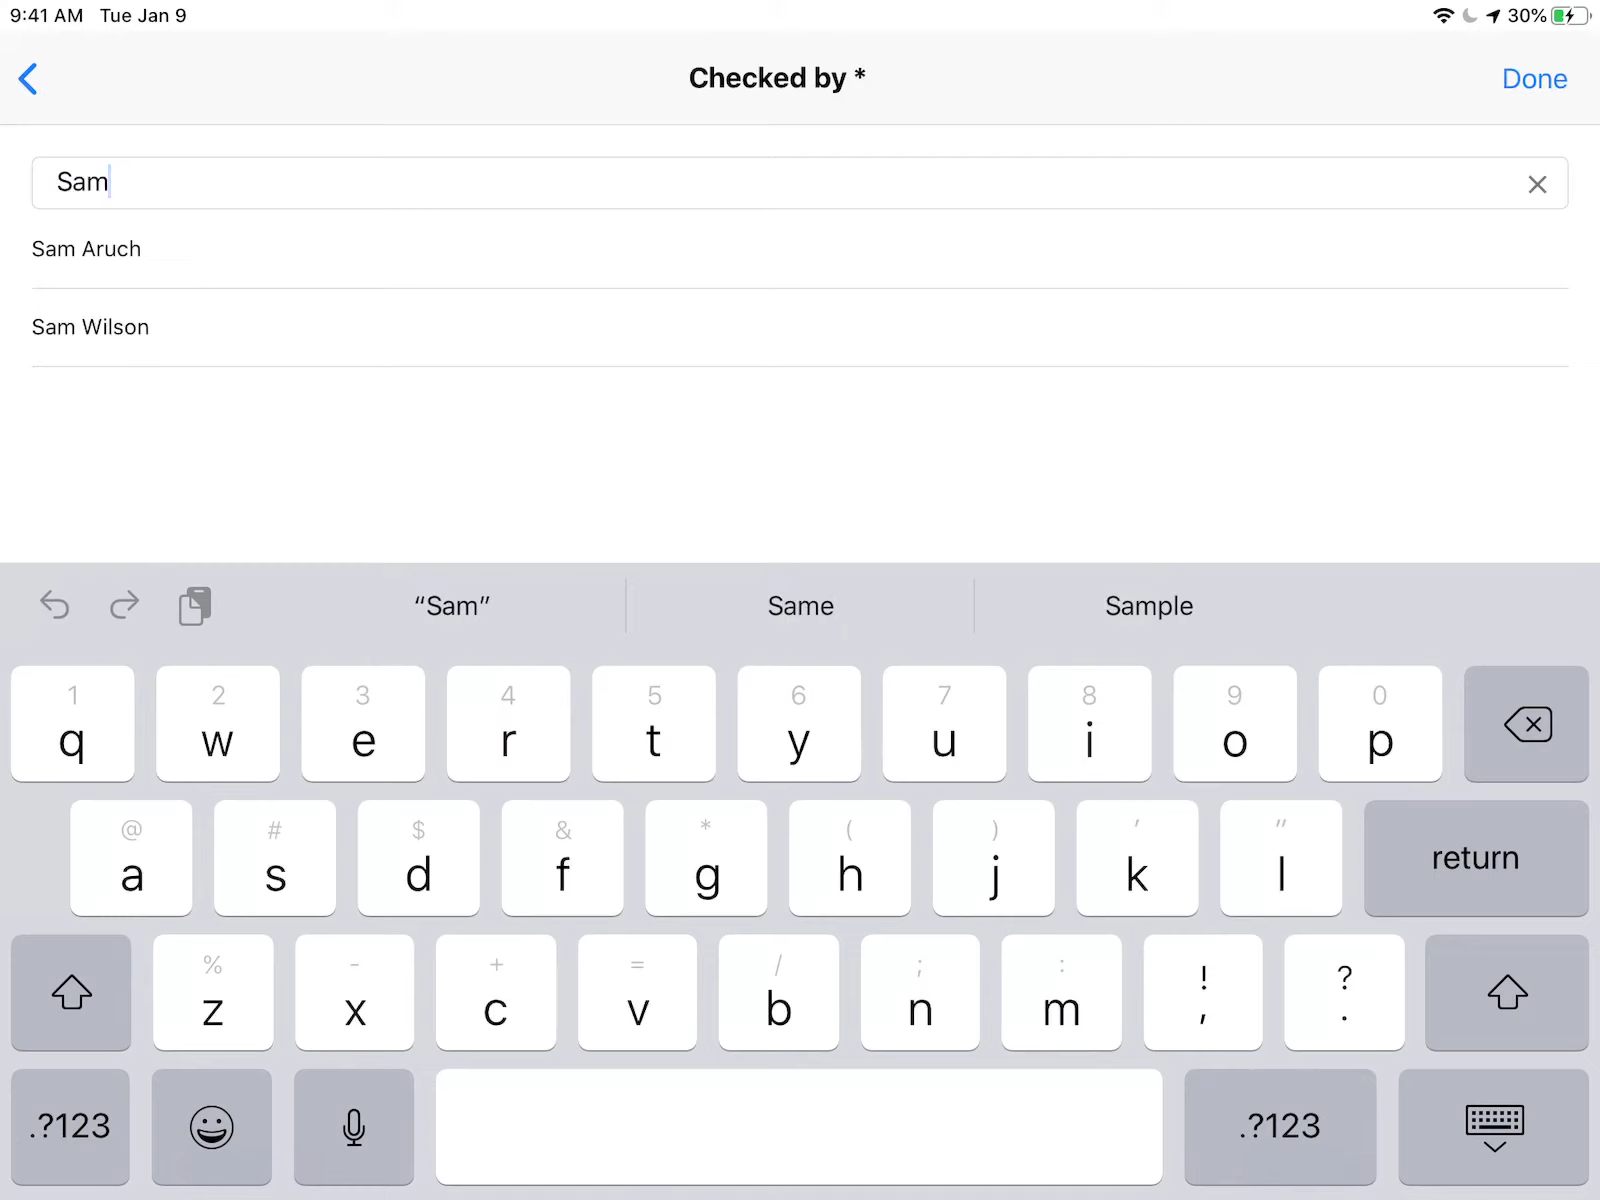 9:41 AM Tue Jan 9 30%
Checked by * Done
Sam
Sam Aruch
Sam Wilson
“Sam” Same Sample
1 2 3 4 5 6 7 8 9 0
q w e r t y u i o p
@ # $ & * ( ) ' "
a s d f g h j k l return
% - + = / ; : ! ?
z x c v b n m , .
.?123 .?123